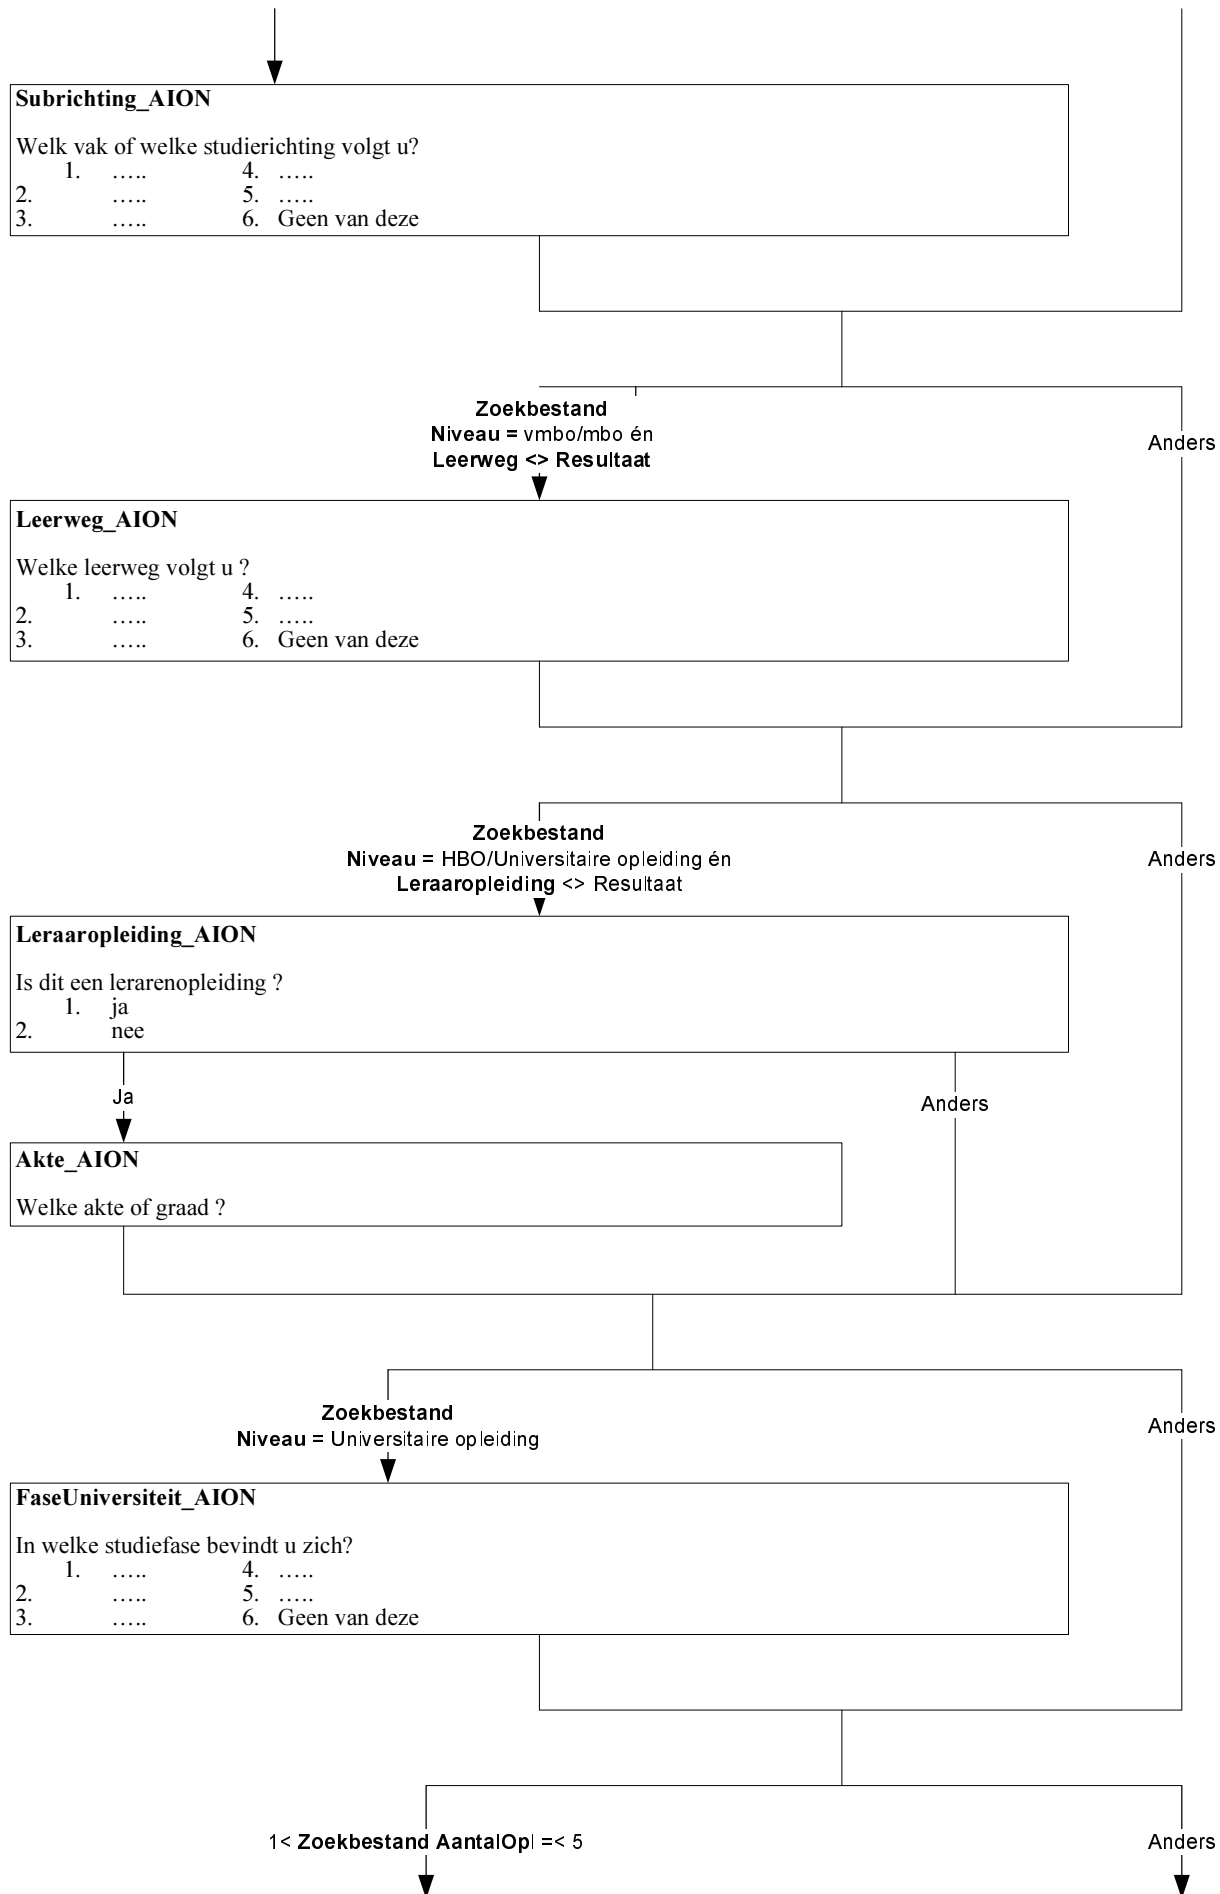 Subrichting_AION
Welk vak of welke studierichting volgt u?
1. ….. 4. …..
2. ….. 5. …..
3. ….. 6. Geen van deze
Zoekbestand
Niveau = vmbo/mbo én
Leerweg <> Resultaat
Anders
Leerweg_AION
Welke leerweg volgt u ?
1. ….. 4. …..
2. ….. 5. …..
3. ….. 6. Geen van deze
Zoekbestand
Niveau = HBO/Universitaire opleiding én
Leraaropleiding <> Resultaat
Anders
Leraaropleiding_AION
Is dit een lerarenopleiding ?
1. ja
2. nee
Ja
Anders
Akte_AION
Welke akte of graad ?
Zoekbestand
Niveau = Universitaire opleiding
Anders
FaseUniversiteit_AION
In welke studiefase bevindt u zich?
1. ….. 4. …..
2. ….. 5. …..
3. ….. 6. Geen van deze
1< Zoekbestand AantalOpl =< 5
Anders